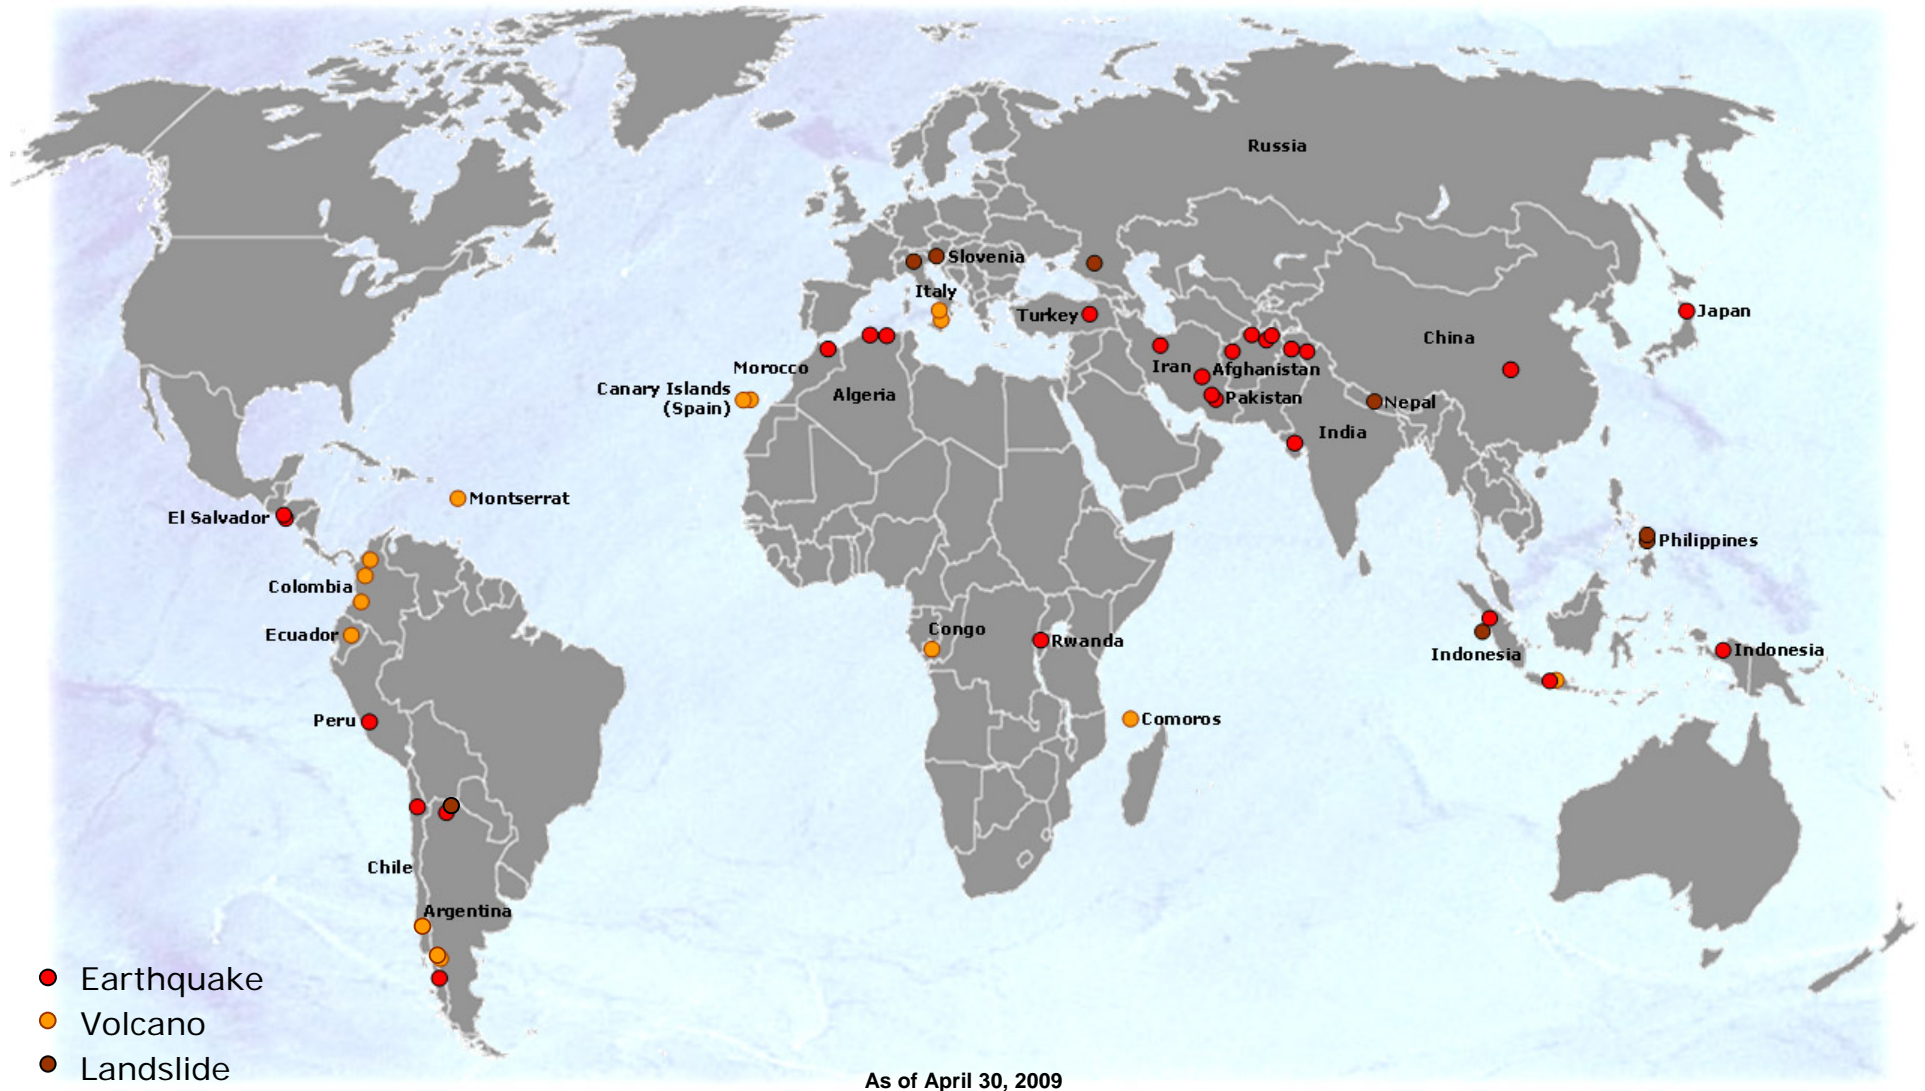 Russia
Slovenia
Italy
Turkey
Japan
China
Morocco
Iran
Afghanistan
Canary Islands
(Spain)
Algeria
Pakistan
Nepal
India
Montserrat
El Salvador
Philippines
Colombia
Ecuador
Congo
Rwanda
Indonesia
Indonesia
Peru
Comoros
Chile
Argentina
Earthquake
Volcano
Landslide
As of April 30, 2009